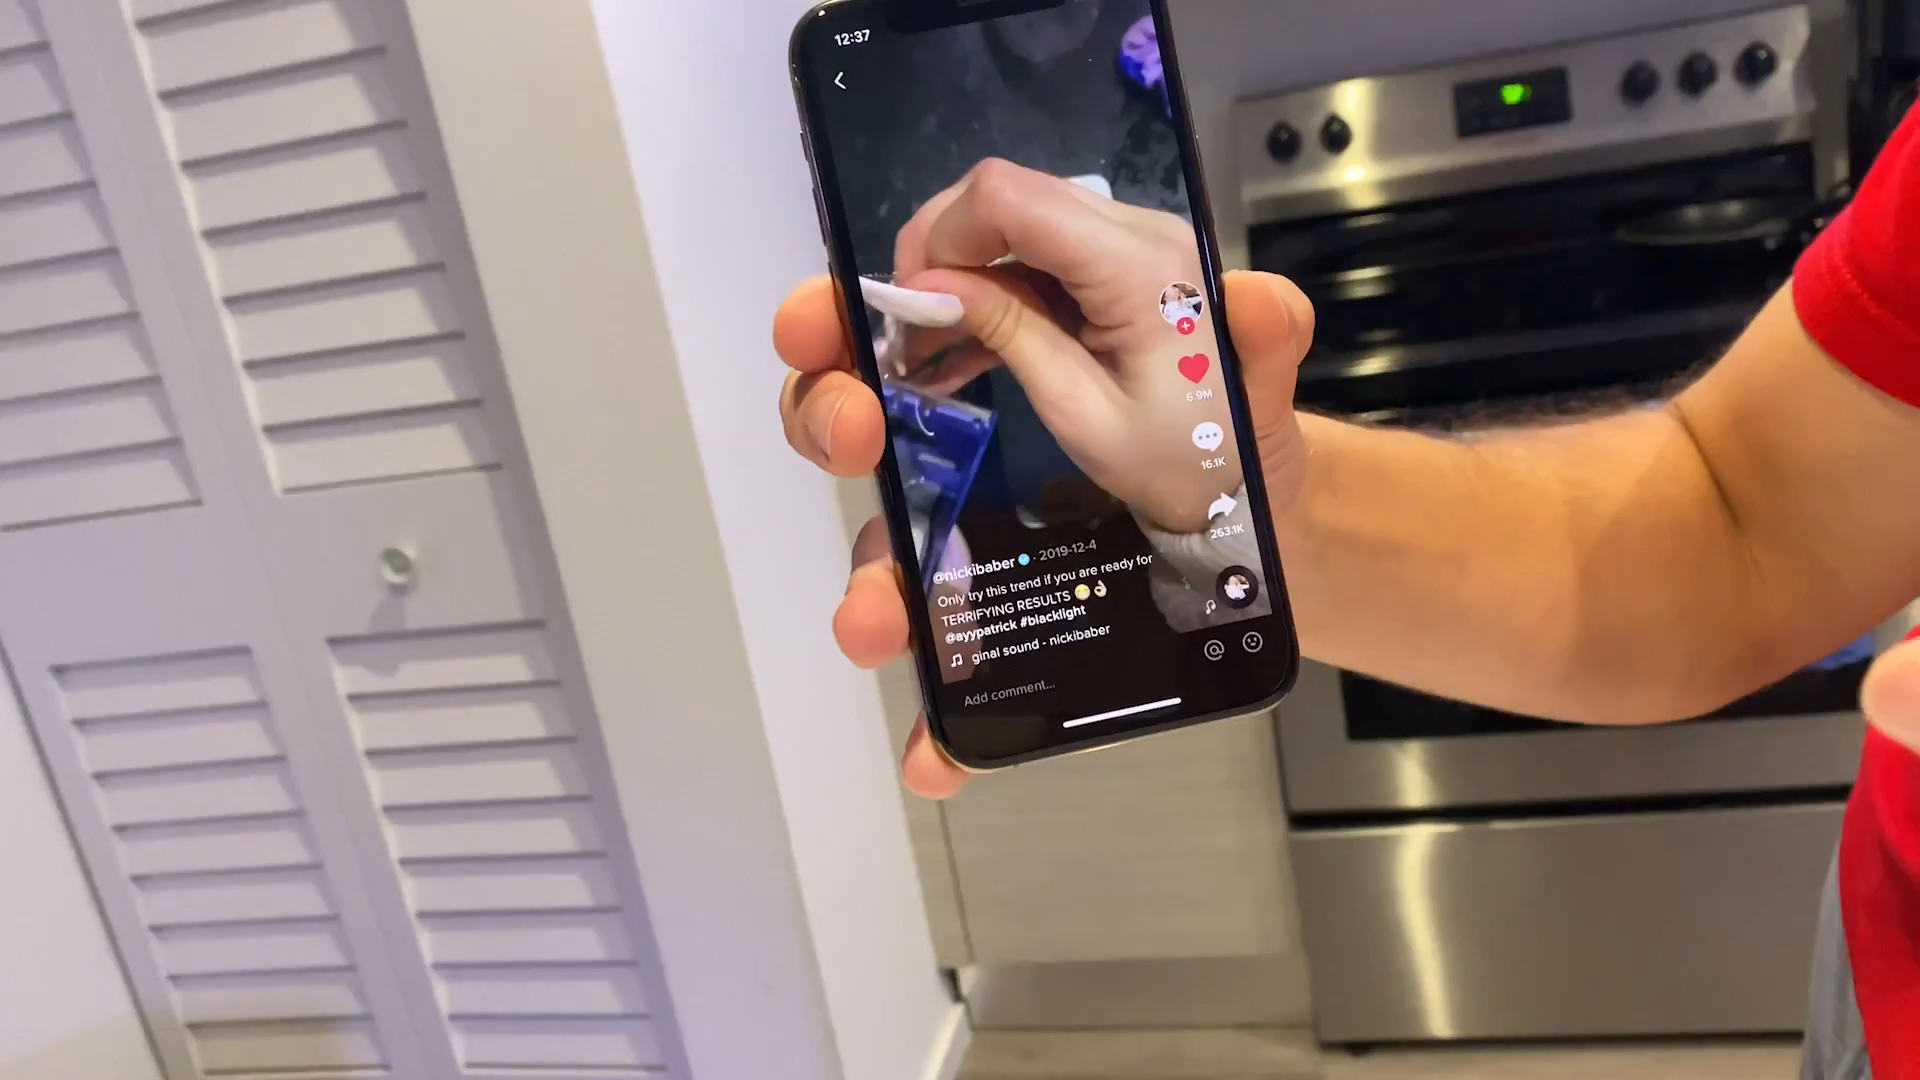 12:37
6.9M
16.1K
263.1K
@nickibaber · 2019-12-4
Only try this trend if you are ready for
TERRIFYING RESULTS
@ayypatrick #blacklight
ginal sound - nickibaber
Add comment...